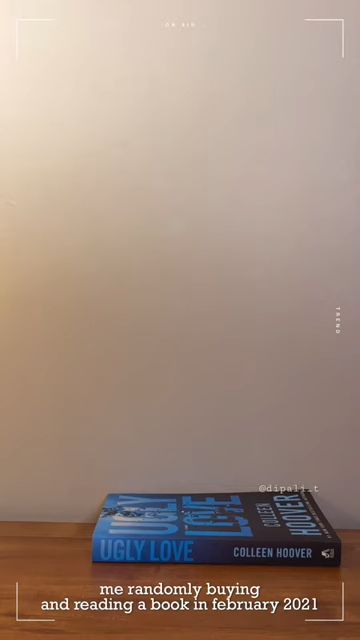 ON AIR
TREND
@dipali_t
UGLY
LOVE
COLLEEN
HOOVER
UGLY LOVE
COLLEEN HOOVER
me randomly buying
and reading a book in february 2021